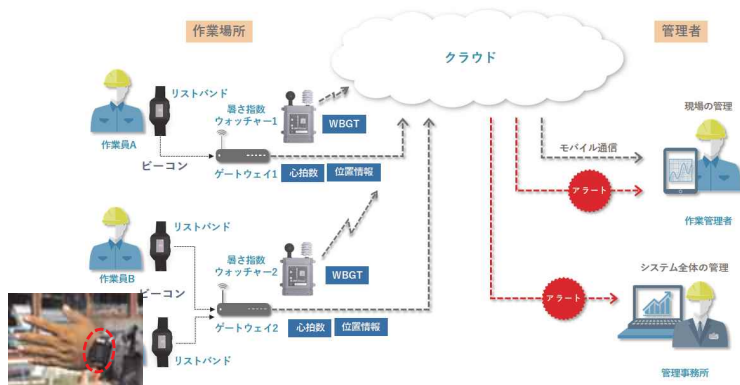 作業場所
管理者
クラウド
リストバンド
暑さ指数
ウォッチャー1
WBGT
作業員A
ビーコン
ゲートウェイ1
心拍数
位置情報
モバイル通信
現場の管理
アラート
作業管理者
リストバンド
暑さ指数
ウォッチャー2
WBGT
作業員B
ビーコン
ゲートウェイ2
心拍数
位置情報
リストバンド
システム全体の管理
アラート
管理事務所